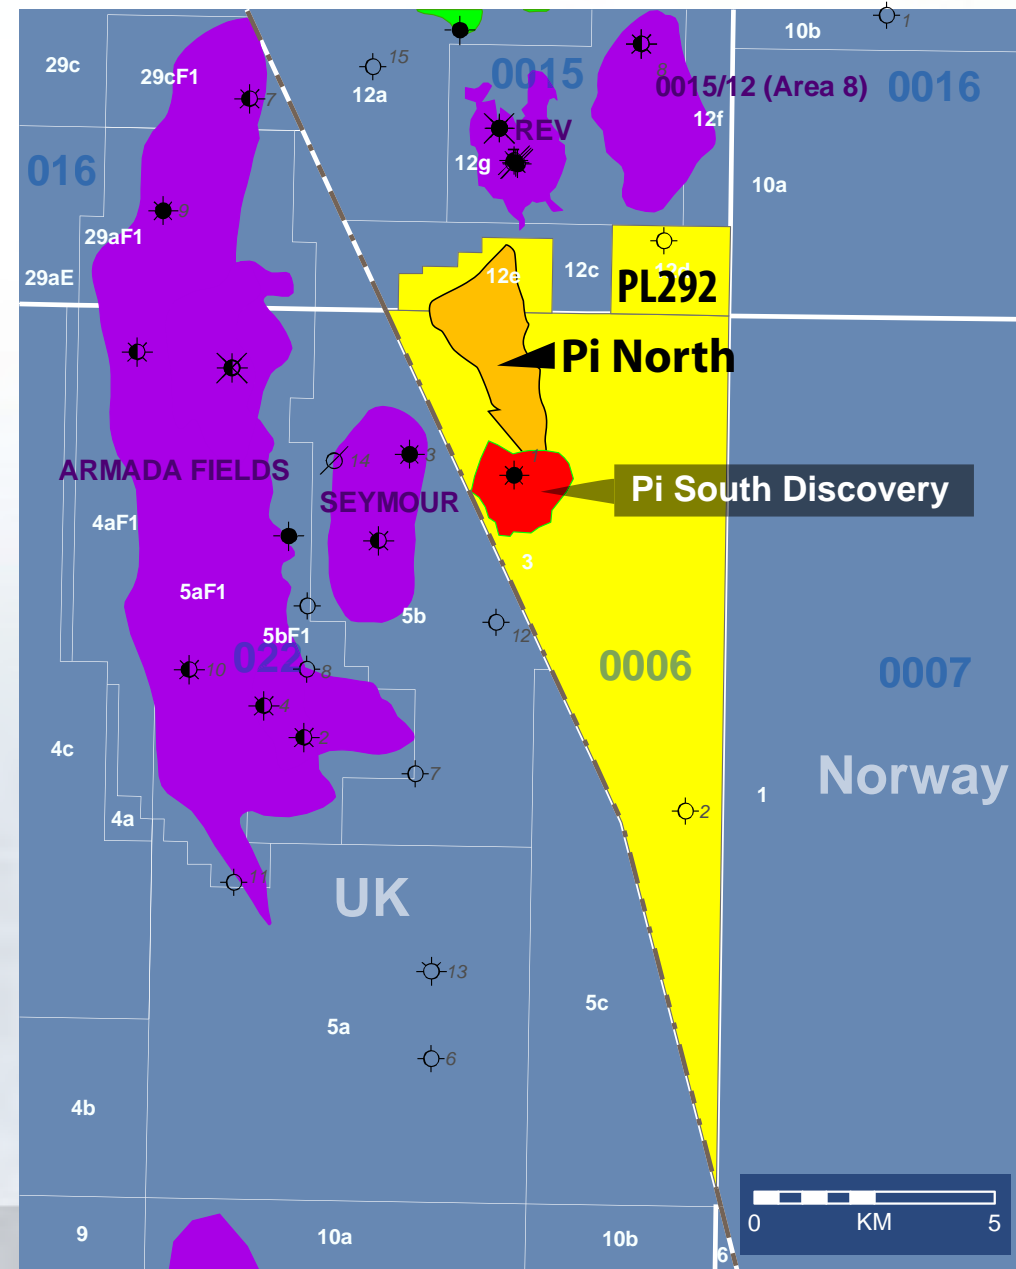 1
10b
15
29c
29cF1
0015
0015/12 (Area 8)
0016
12a
7
12f
REV
12g
016
10a
9
29aF1
29aE
12e
12c
PL292
Pi North
3
14
ARMADA FIELDS
SEYMOUR
Pi South Discovery
4aF1
3
5aF1
5b
5bF1
12
022
0006
0007
10
8
4
2
4c
7
Norway
1
2
4a
11
UK
13
5c
5a
6
4b
9
10a
10b
6
0
KM
5